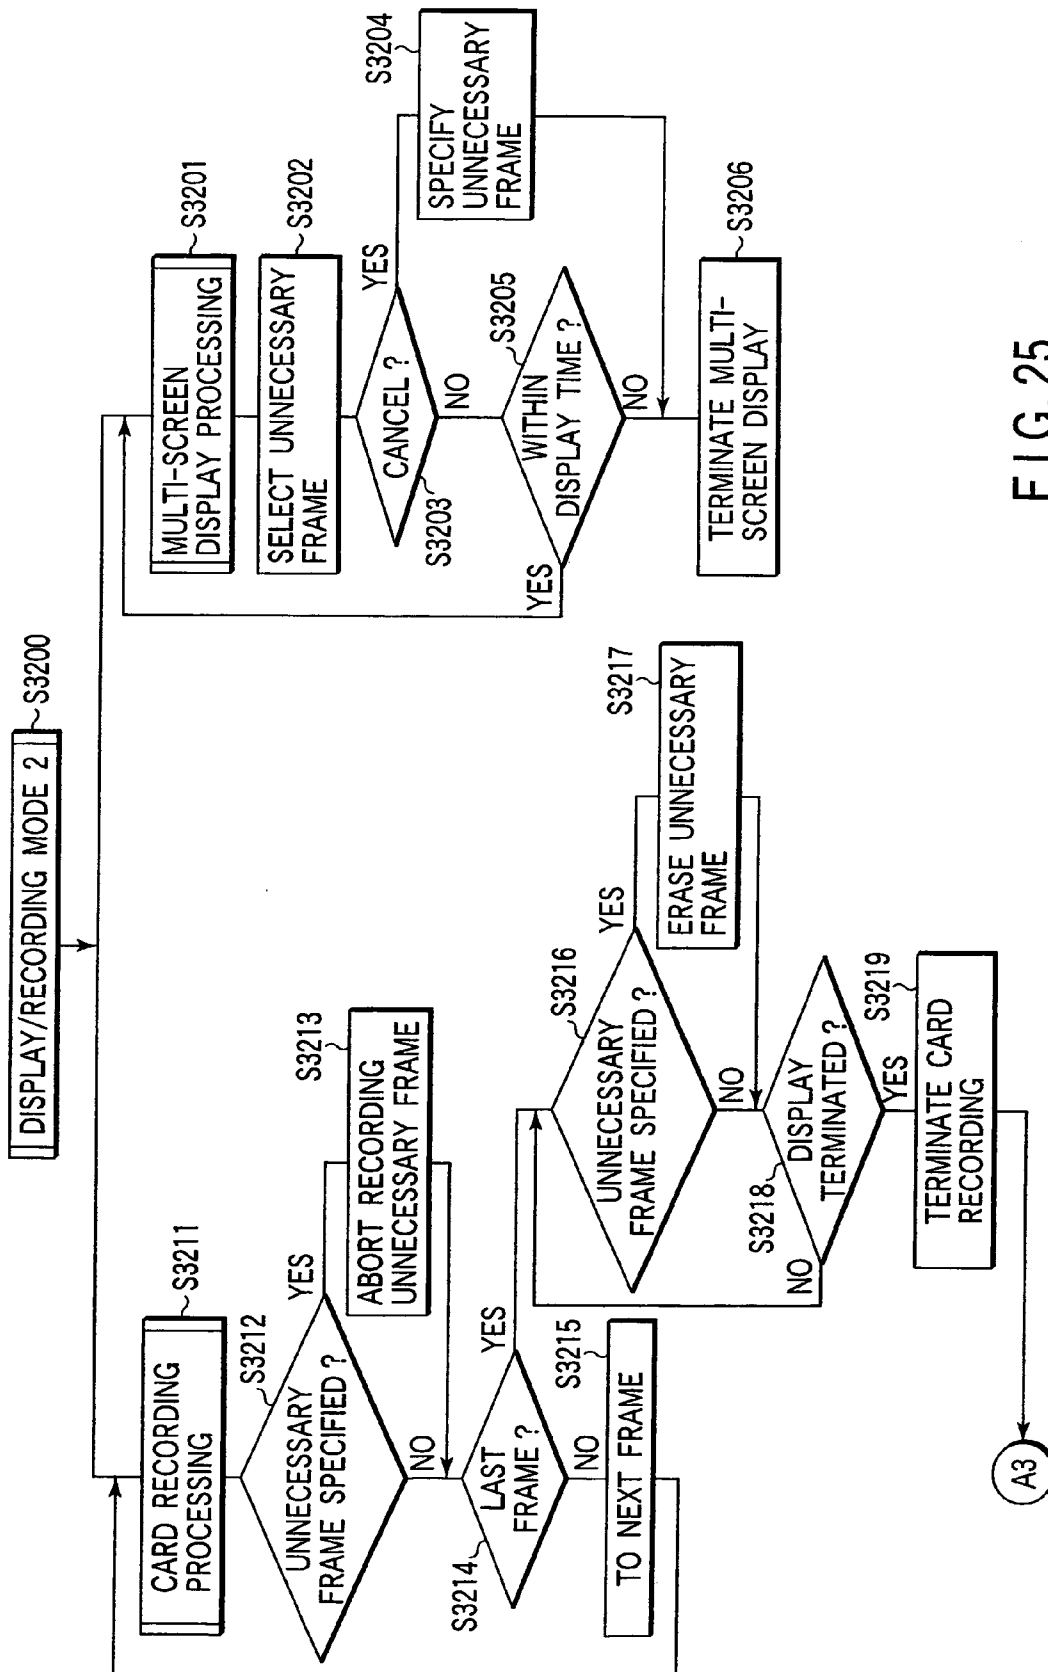 DISPLAY/RECORDING MODE 2
S3200
CARD RECORDING
PROCESSING
S3211
UNNECESSARY
FRAME SPECIFIED ?
S3212
YES
NO
ABORT RECORDING
UNNECESSARY FRAME
S3213
LAST
FRAME ?
S3214
YES
NO
TO NEXT FRAME
S3215
UNNECESSARY
FRAME SPECIFIED ?
S3216
YES
NO
ERASE UNNECESSARY
FRAME
S3217
DISPLAY
TERMINATED ?
S3218
NO
YES
TERMINATE CARD
RECORDING
S3219
A3
MULTI-SCREEN
DISPLAY PROCESSING
S3201
SELECT UNNECESSARY
FRAME
S3202
CANCEL ?
S3203
YES
NO
SPECIFY
UNNECESSARY
FRAME
S3204
WITHIN
DISPLAY TIME ?
S3205
YES
NO
TERMINATE MULTI-
SCREEN DISPLAY
S3206
FIG. 25